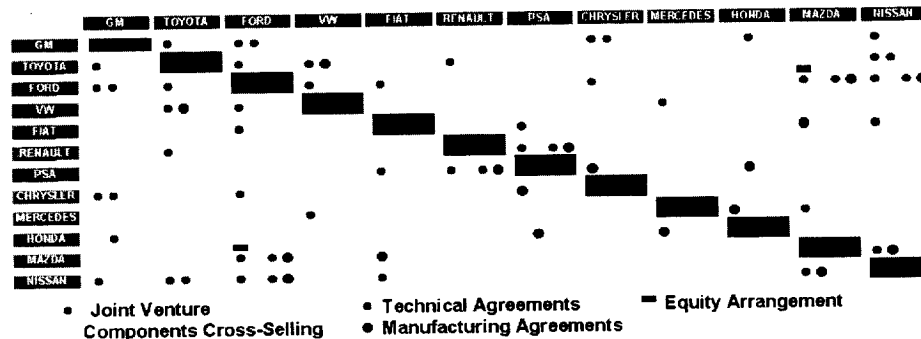 GM TOYOTA FORD VW FIAT RENAULT PSA CHRYSLER MERCEDES HONDA MAZDA NISSAN
GM
TOYOTA
FORD
VW
FIAT
RENAULT
PSA
CHRYSLER
MERCEDES
HONDA
MAZDA
NISSAN
Joint Venture Technical Agreements Equity Arrangement
Components Cross-Selling Manufacturing Agreements